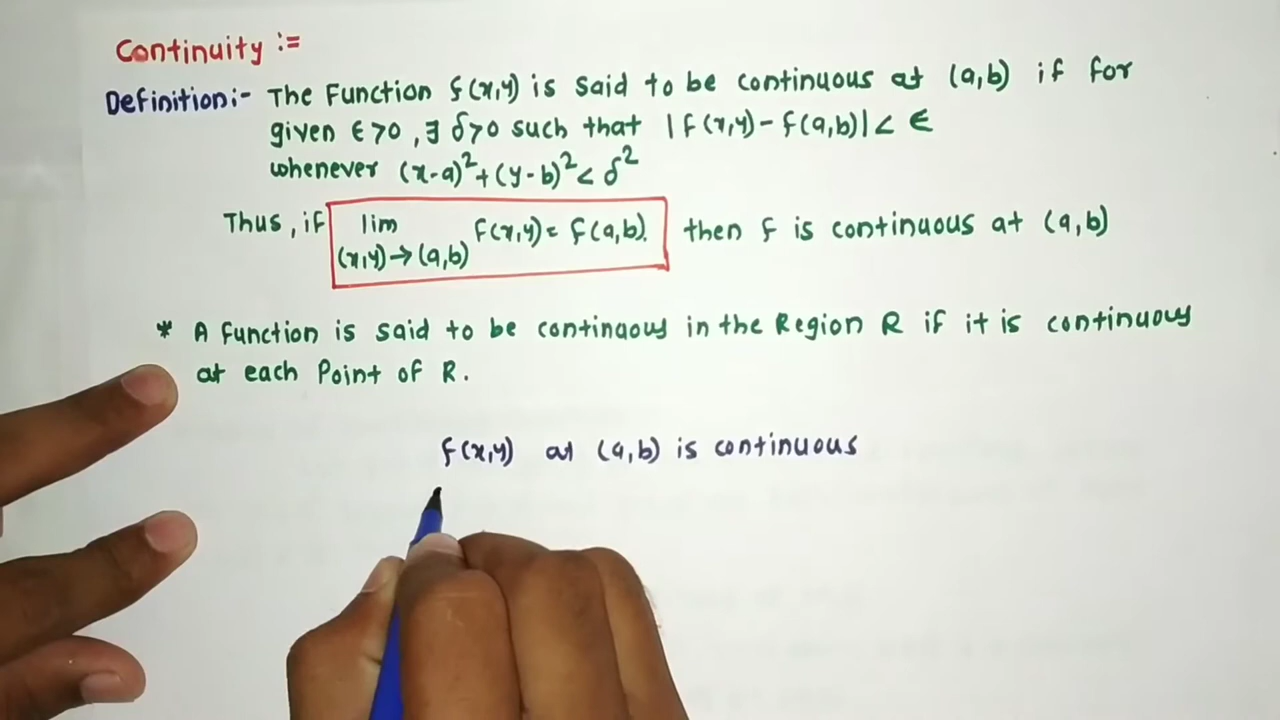 Continuity :=
Definition:- The Function f(x,y) is said to be continuous at (a,b) if for
given ϵ>0, ∃ δ>0 such that |f(x,y)-f(a,b)|< ϵ
whenever (x-a)²+(y-b)²< δ²
Thus, if lim f(x,y)= f(a,b). then f is continuous at (a,b)
(x,y)→(a,b)
* A function is said to be continuous in the Region R if it is continuous
at each Point of R.
f(x,y) at (a,b) is continuous